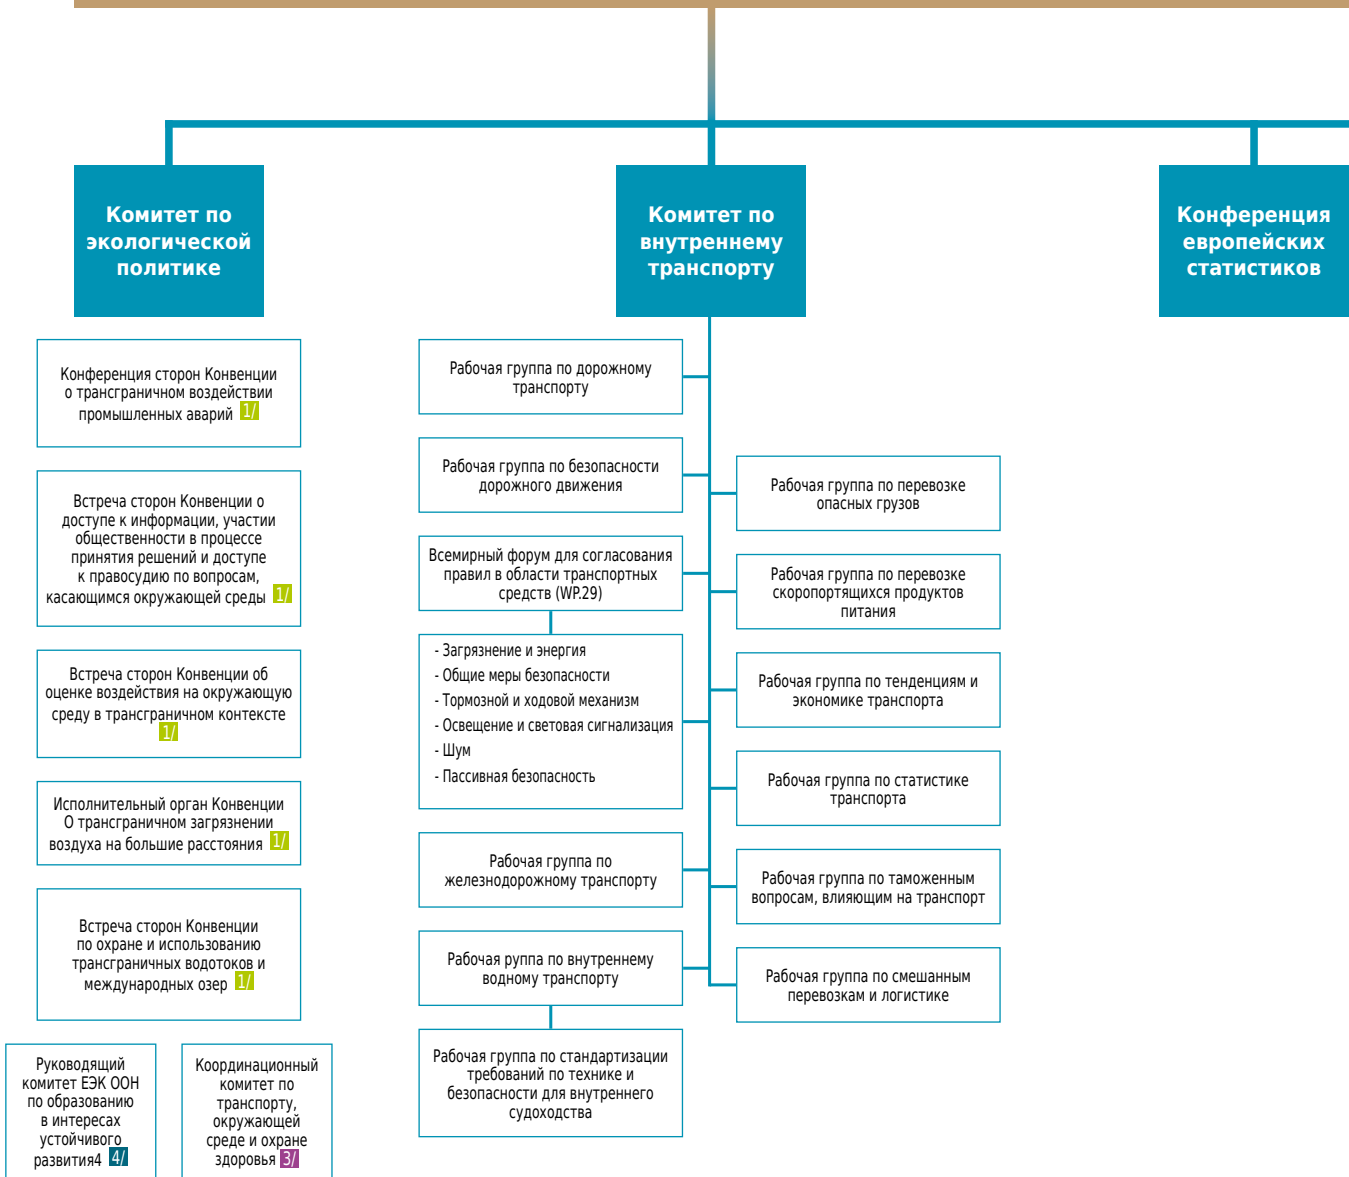 Комитет по
экологической
политике
Комитет по
внутреннему
транспорту
Конференция
европейских
статистиков
Конференция сторон Конвенции
о трансграничном воздействии
промышленных аварий 1/
Встреча сторон Конвенции о
доступе к информации, участии
общественности в процессе
принятия решений и доступе
к правосудию по вопросам,
касающимся окружающей среды 1/
Встреча сторон Конвенции об
оценке воздействия на окружающую
среду в трансграничном контексте
1/
Исполнительный орган Конвенции
О трансграничном загрязнении
воздуха на большие расстояния 1/
Встреча сторон Конвенции
по охране и использованию
трансграничных водотоков и
международных озер 1/
Руководящий
комитет ЕЭК ООН
по образованию
в интересах
устойчивого
развития4 4/
Координационный
комитет по
транспорту,
окружающей
среде и охране
здоровья 3/
Рабочая группа по дорожному
транспорту
Рабочая группа по безопасности
дорожного движения
Всемирный форум для согласования
правил в области транспортных
средств (WP.29)
- Загрязнение и энергия
- Общие меры безопасности
- Тормозной и ходовой механизм
- Освещение и световая сигнализация
- Шум
- Пассивная безопасность
Рабочая группа по
железнодорожному транспорту
Рабочая руппа по внутреннему
водному транспорту
Рабочая группа по стандартизации
требований по технике и
безопасности для внутреннего
судоходства
Рабочая группа по перевозке
опасных грузов
Рабочая группа по перевозке
скоропортящихся продуктов
питания
Рабочая группа по тенденциям и
экономике транспорта
Рабочая группа по статистике
транспорта
Рабочая группа по таможенным
вопросам, влияющим на транспорт
Рабочая группа по смешанным
перевозкам и логистике